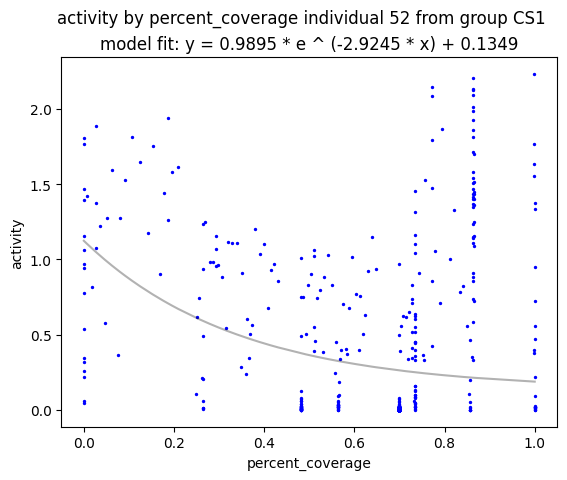 activity by percent_coverage individual 52 from group CS1
model fit: y = 0.9895 * e ^ (-2.9245 * x) + 0.1349
2.0
1.5
1.0
0.5
0.0
activity
0.0 0.2 0.4 0.6 0.8 1.0
percent_coverage